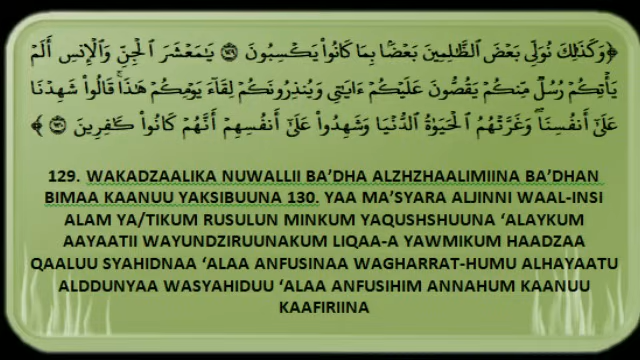 ﴿وَكَذَٰلِكَ نُوَلِّي بَعْضَ الظَّالِمِينَ بَعْضًا بِمَا كَانُوا يَكْسِبُونَ ﴿١٢٩﴾ يَا مَعْشَرَ الْجِنِّ وَالْإِنسِ أَلَمْ
يَأْتِكُمْ رُسُلٌ مِّنكُمْ يَقُصُّونَ عَلَيْكُمْ ءَايَاتِي وَيُنذِرُونَكُمْ لِقَاءَ يَوْمِكُمْ هَٰذَا ۚ قَالُوا شَهِدْنَا
عَلَىٰ أَنفُسِنَا ۖ وَغَرَّتْهُمُ الْحَيَوٰةُ الدُّنْيَا وَشَهِدُوا عَلَىٰ أَنفُسِهِمْ أَنَّهُمْ كَانُوا كَافِرِينَ ﴿١٣٠﴾﴾
129. WAKADZAALIKA NUWALLII BA’DHA ALZHZHAALIMIINA BA’DHAN
BIMAA KAANUU YAKSIBUUNA 130. YAA MA’SYARA ALJINNI WAAL-INSI
ALAM YA/TIKUM RUSULUN MINKUM YAQUSHSHUUNA ‘ALAYKUM
AAYAATII WAYUNDZIRUUNAKUM LIQAA-A YAWMIKUM HAADZAA
QAALUU SYAHIDNAA ‘ALAA ANFUSINAA WAGHARRAT-HUMU ALHAYAATU
ALDDUNYAA WASYAHIDUU ‘ALAA ANFUSIHIM ANNAHUM KAANUU
KAAFIRIINA